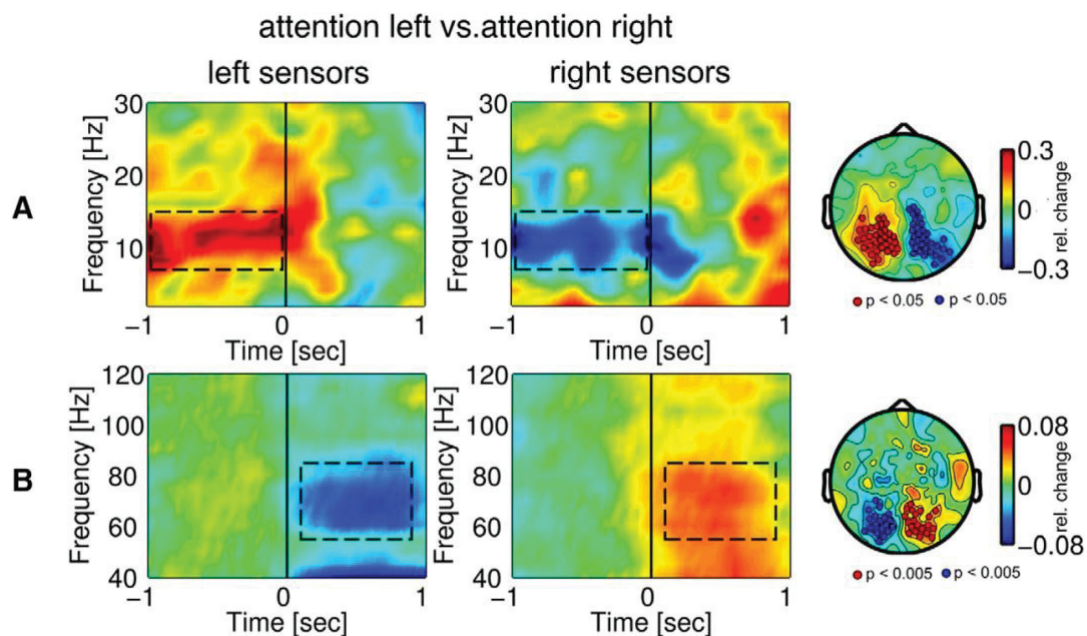 attention left vs.attention right
left sensors
right sensors
A
Frequency [Hz]
30
20
10
−1
0
1
Time [sec]
Frequency [Hz]
30
20
10
−1
0
1
Time [sec]
0.3
0
−0.3
rel. change
p < 0.05
p < 0.05
B
Frequency [Hz]
120
100
80
60
40
−1
0
1
Time [sec]
Frequency [Hz]
120
100
80
60
40
−1
0
1
Time [sec]
0.08
0
−0.08
rel. change
p < 0.005
p < 0.005